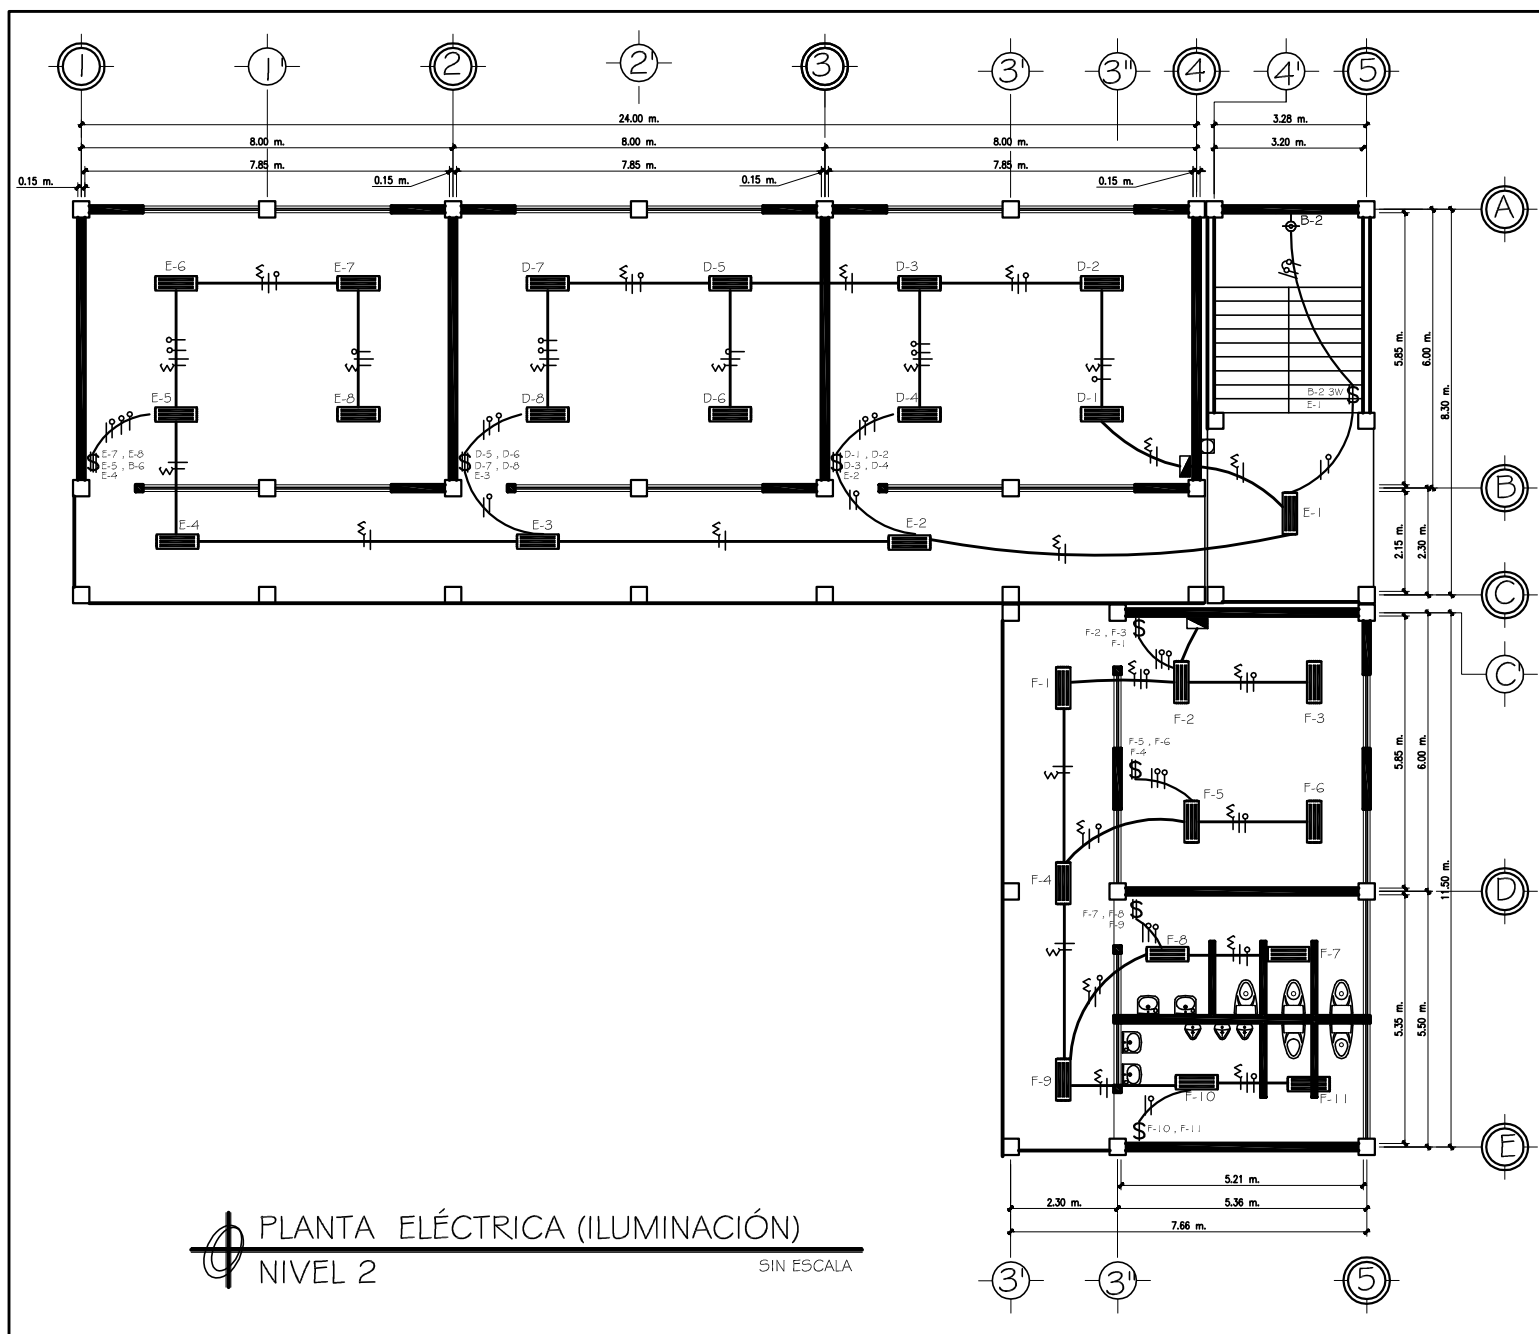 1 1' 2 2' 3 3' 3'' 4 4' 5
24.00 m. 3.28 m.
8.00 m. 8.00 m. 8.00 m. 3.20 m.
7.85 m. 7.85 m. 7.85 m.
0.15 m. 0.15 m. 0.15 m. 0.15 m.
A
B-2
E-6 E-7 D-7 D-5 D-3 D-2
5.85 m. 6.00 m. 8.30 m.
B-2 3W
E-1
E-5 E-8 D-8 D-6 D-4 D-1
E-7 , E-8
E-5 , B-6
E-4
D-5 , D-6
D-7 , D-8
E-3
D-1 , D-2
D-3 , D-4
E-2
B
E-4 E-3 E-2 E-1
2.15 m. 2.30 m.
C
F-2 , F-3
F-1
C'
F-1 F-2 F-3
F-5 , F-6
F-4
5.85 m. 6.00 m.
F-5 F-6
F-4
11.50 m.
D
F-7 , F-8
F-9
F-8 F-7
5.35 m. 5.50 m.
F-9 F-10 F-11
F-10 , F-11
E
5.21 m.
2.30 m. 5.36 m.
7.66 m.
3' 3'' 5
PLANTA ELÉCTRICA (ILUMINACIÓN)
NIVEL 2
SIN ESCALA